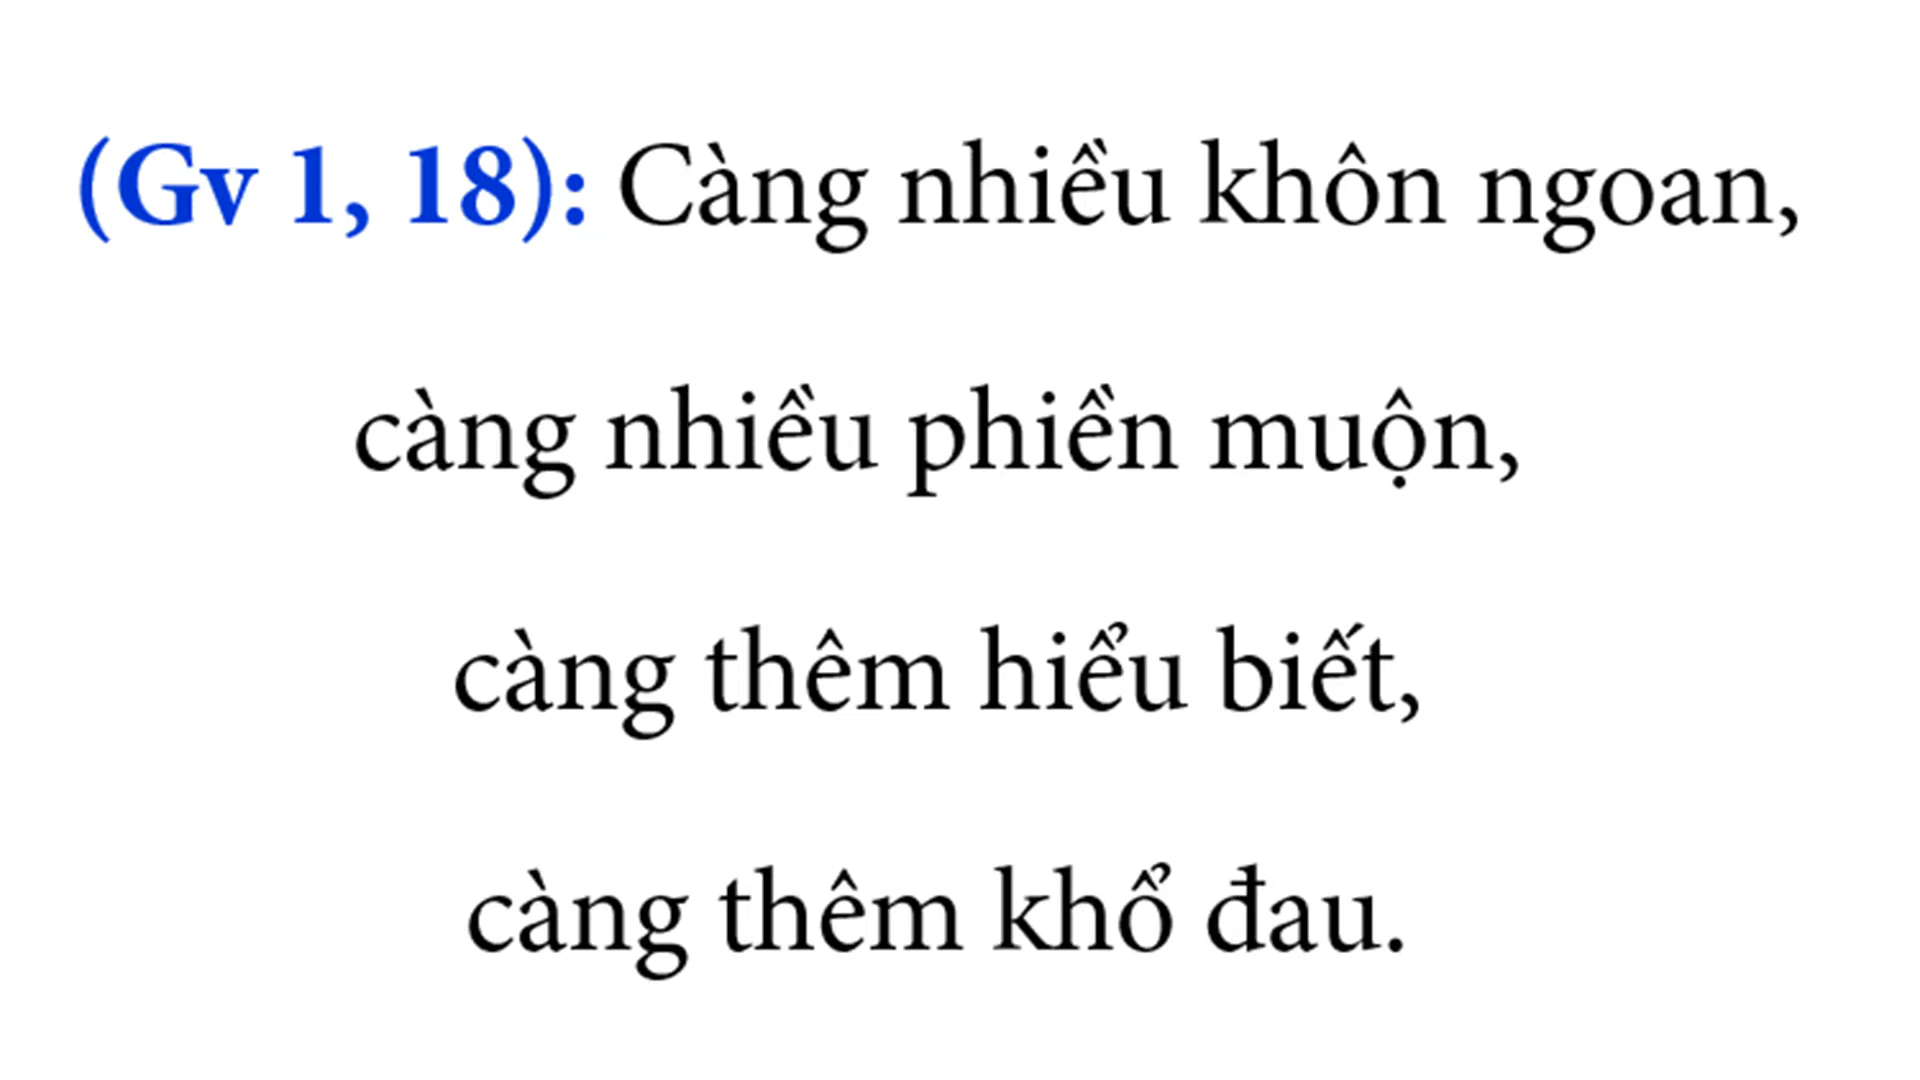 (Gv 1, 18): Càng nhiều khôn ngoan,
càng nhiều phiền muộn,
càng thêm hiểu biết,
càng thêm khổ đau.